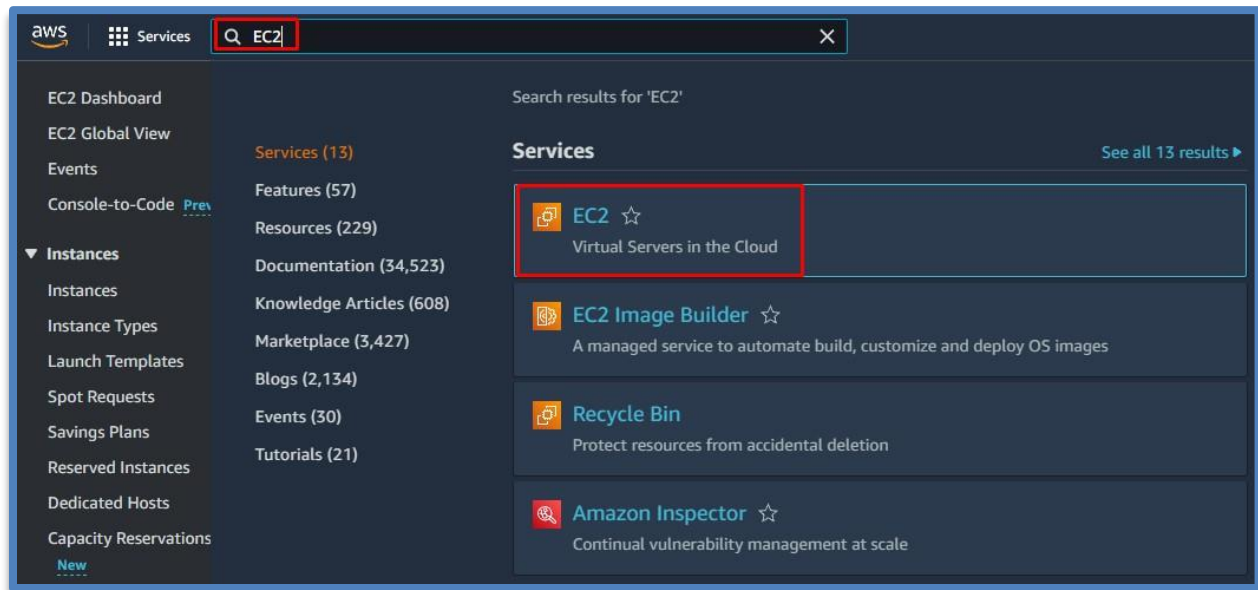 aws
Services
EC2
EC2 Dashboard
EC2 Global View
Events
Console-to-Code
Instances
Instances
Instance Types
Launch Templates
Spot Requests
Savings Plans
Reserved Instances
Dedicated Hosts
Capacity Reservations
New
Services (13)
Features (57)
Resources (229)
Documentation (34,523)
Knowledge Articles (608)
Marketplace (3,427)
Blogs (2,134)
Events (30)
Tutorials (21)
Search results for 'EC2'
Services
See all 13 results
EC2
Virtual Servers in the Cloud
EC2 Image Builder
A managed service to automate build, customize and deploy OS images
Recycle Bin
Protect resources from accidental deletion
Amazon Inspector
Continual vulnerability management at scale